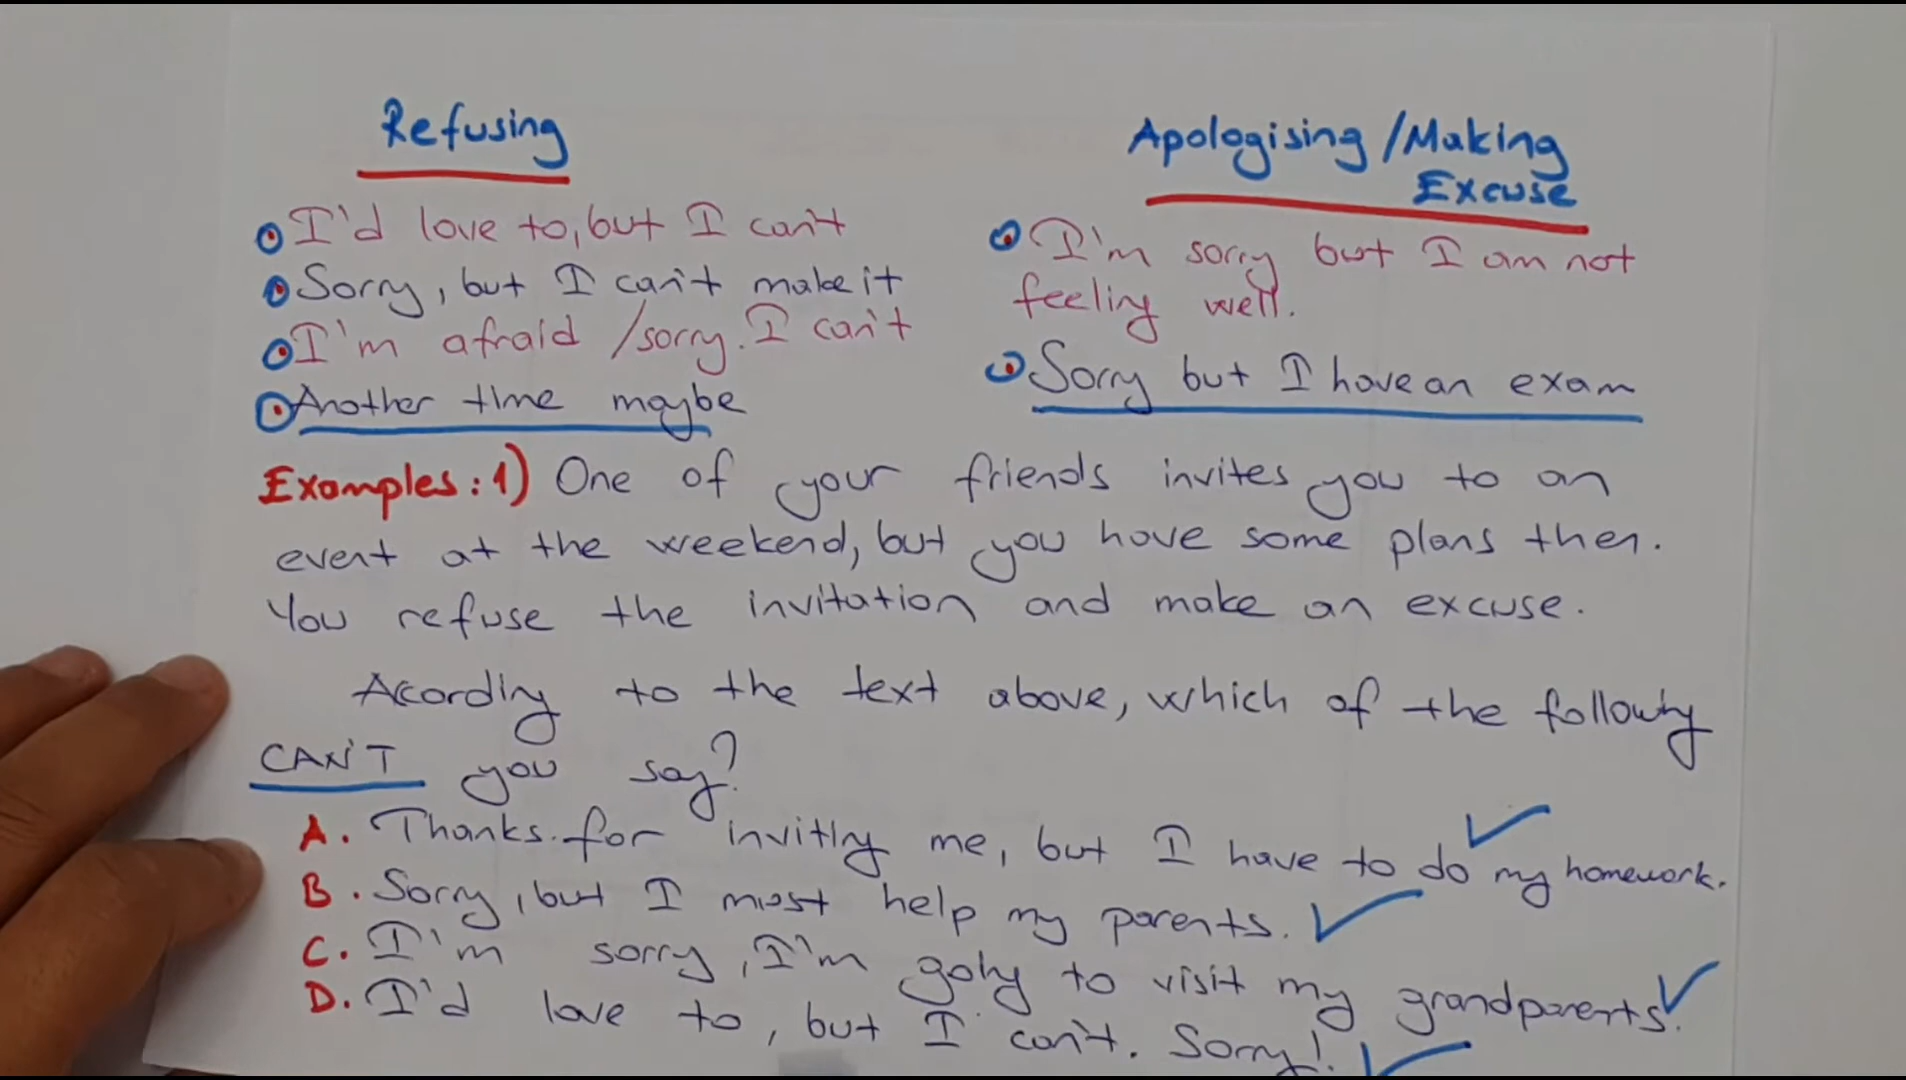 Refusing
I'd love to, but I can't
Sorry, but I can't make it
I'm afraid /sorry. I can't
Another time maybe
Apologising /Making
Excuse
I'm sorry but I am not
feeling well.
Sorry but I have an exam
Examples: 1) One of your friends invites you to an
event at the weekend, but you have some plans then.
You refuse the invitation and make an excuse.
Acording to the text above, which of the following
CAN'T you say?
A. Thanks for inviting me, but I have to do my homework.
B. Sorry, but I must help my parents.
C. I'm sorry, I'm going to visit my grandparents.
D. I'd love to, but I can't. Sorry!